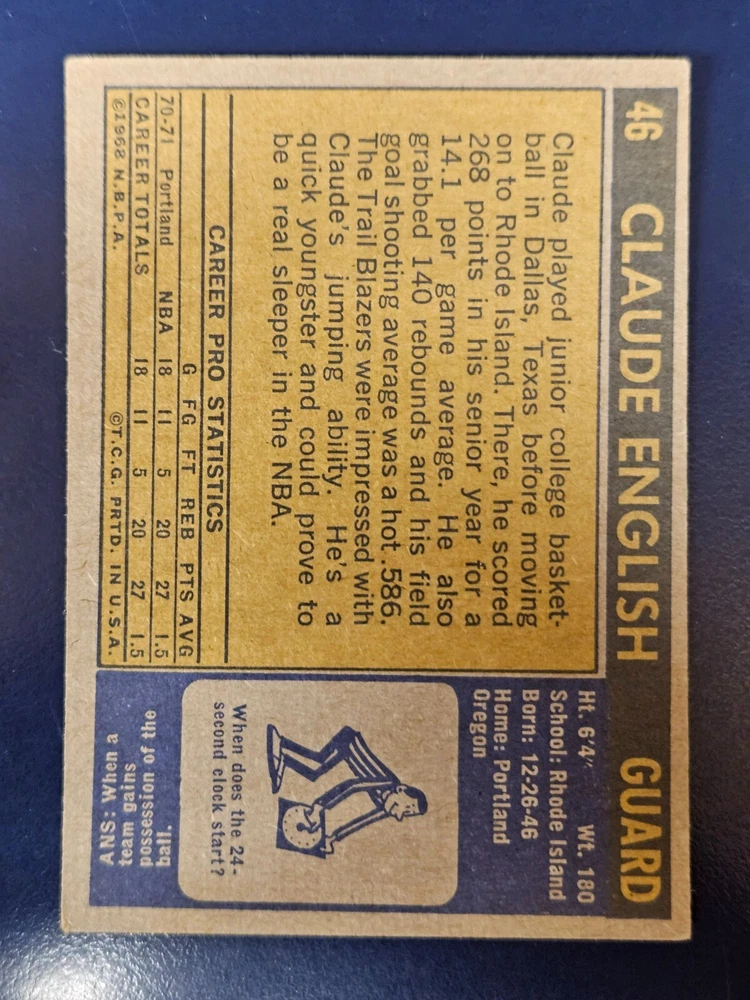 46 CLAUDE ENGLISH GUARD
Claude played junior college basket-
ball in Dallas, Texas before moving
on to Rhode Island. There, he scored
268 points in his senior year for a
14.1 per game average. He also
grabbed 140 rebounds and his field
goal shooting average was a hot .586.
The Trail Blazers were impressed with
Claude's jumping ability. He's a
quick youngster and could prove to
be a real sleeper in the NBA.
CAREER PRO STATISTICS
G FG FT REB PTS AVG
70-71 Portland NBA 18 11 5 20 27 1.5
CAREER TOTALS 18 11 5 20 27 1.5
©1968 N.B.P.A. ©T.C.G. PRTD. IN U.S.A.
Ht. 6'4" Wt. 180
School: Rhode Island
Born: 12-26-46
Home: Portland
Oregon
When does the 24-
second clock start?
ANS: When a
team gains
possession of the
ball.